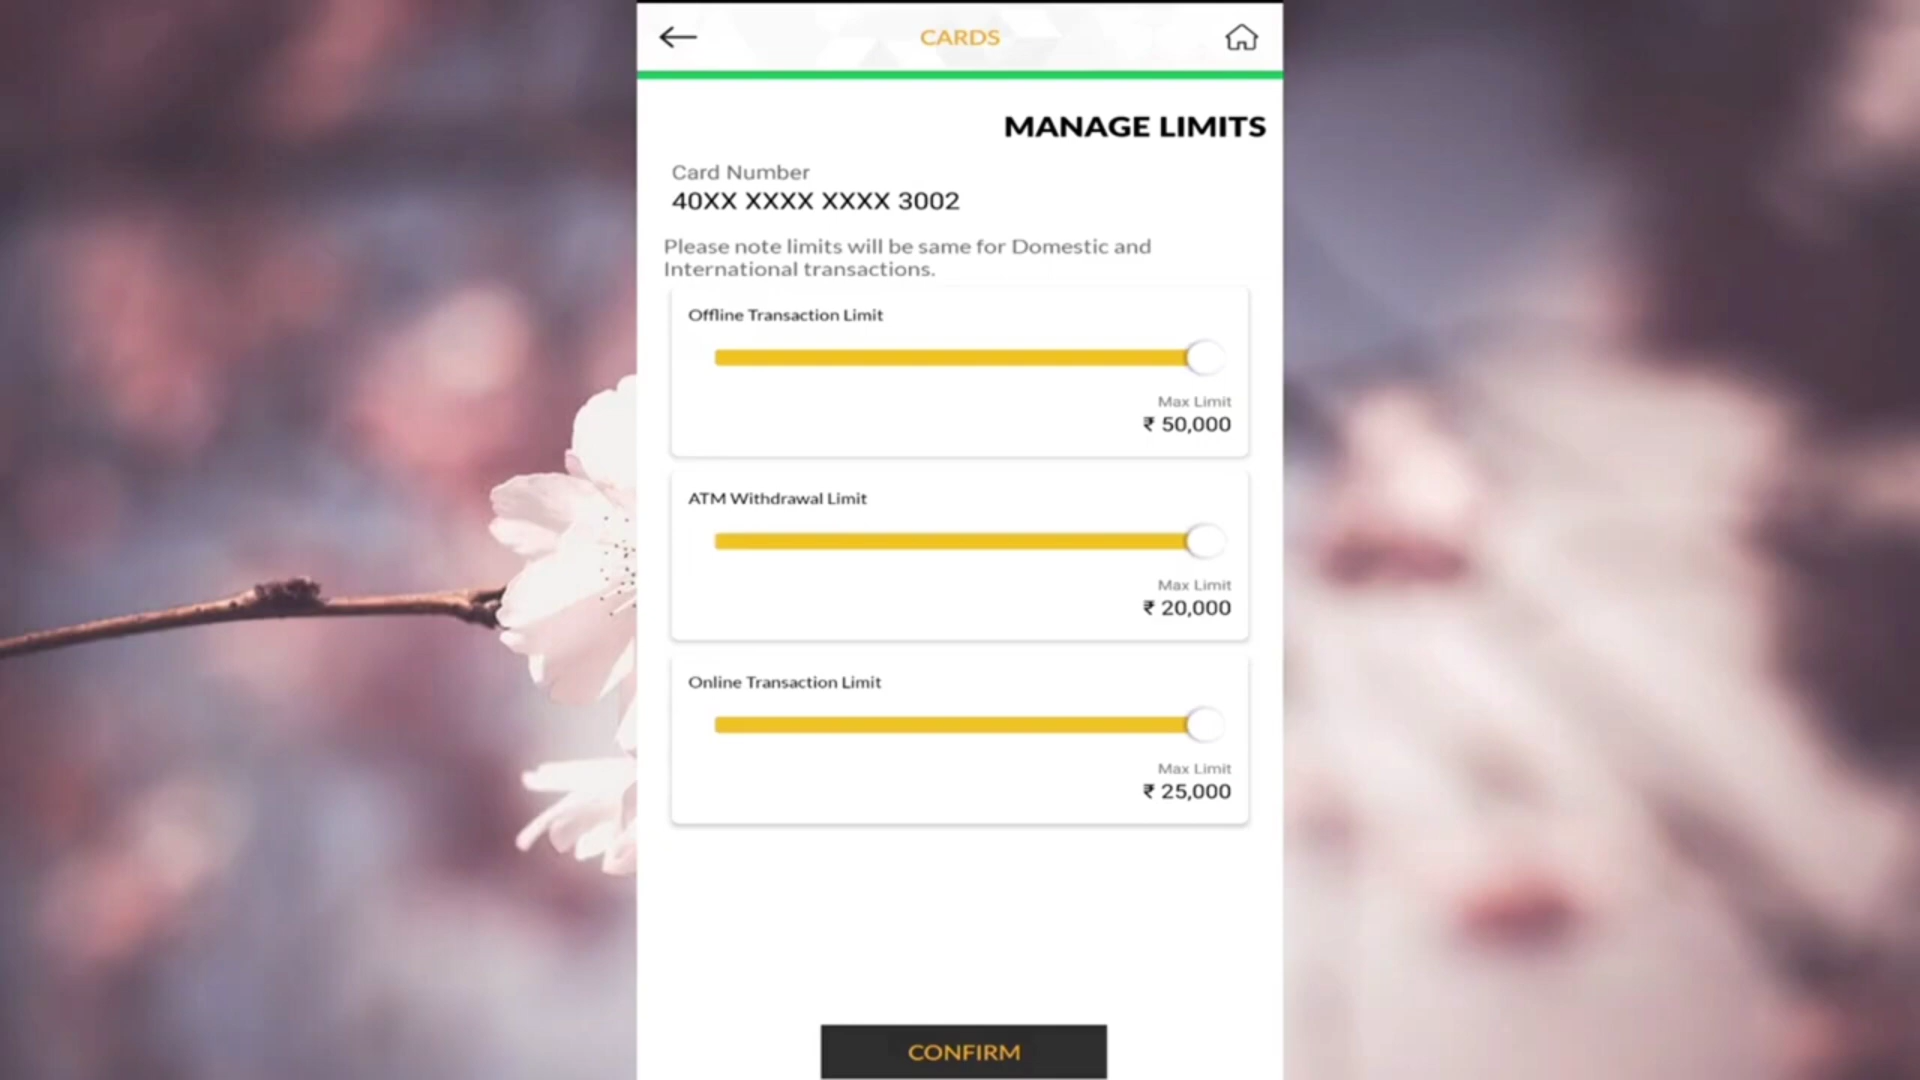 CARDS
MANAGE LIMITS
Card Number
40XX XXXX XXXX 3002
Please note limits will be same for Domestic and
International transactions.
Offline Transaction Limit
Max Limit
₹ 50,000
ATM Withdrawal Limit
Max Limit
₹ 20,000
Online Transaction Limit
Max Limit
₹ 25,000
CONFIRM